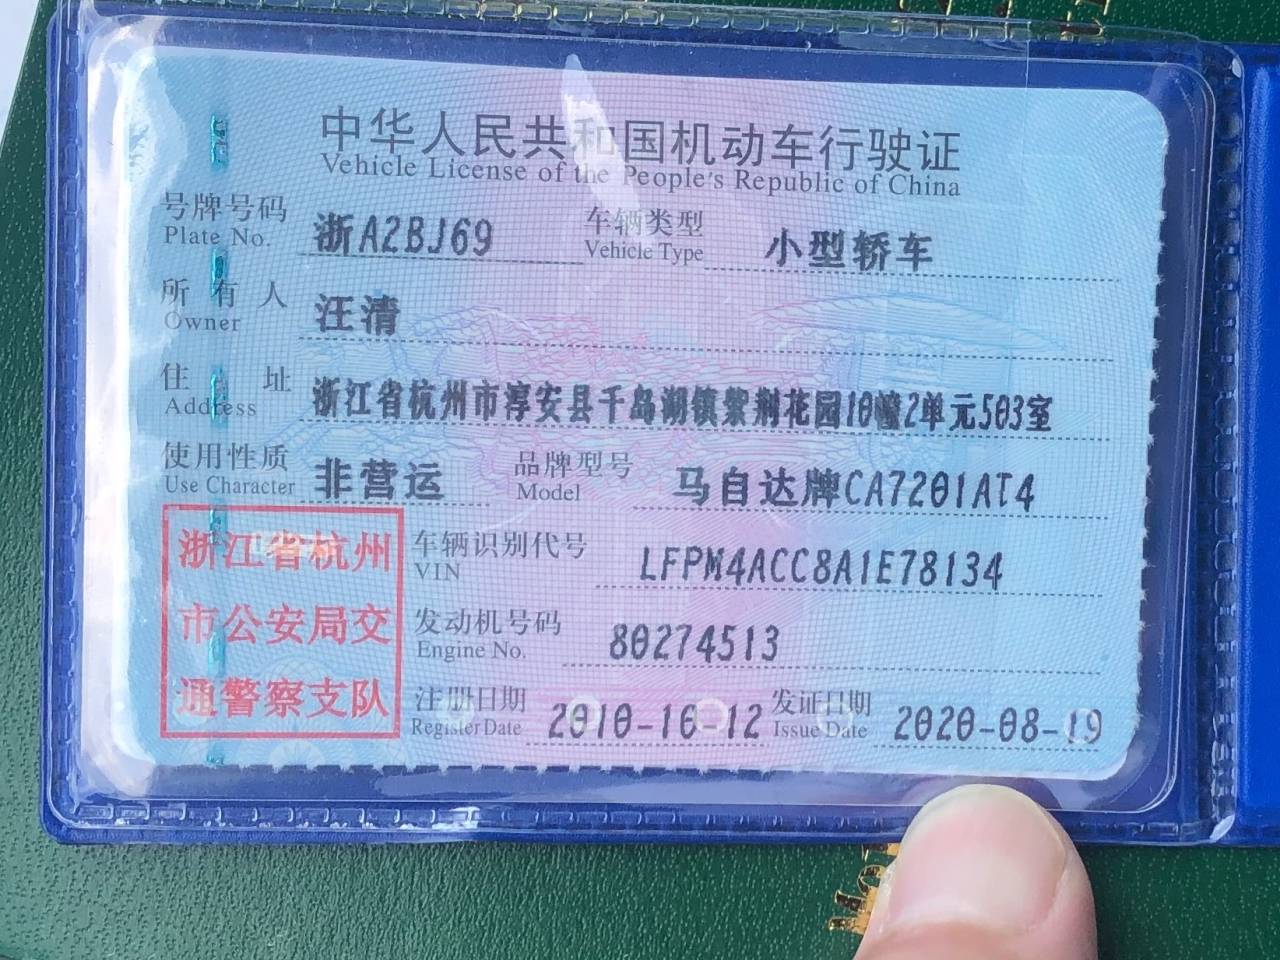 中华人民共和国机动车行驶证
Vehicle License of the People's Republic of China
号牌号码 浙A2BJ69 车辆类型 小型轿车
Plate No. Vehicle Type
所有人 汪清
Owner
住址 浙江省杭州市淳安县千岛湖镇紫荆花园10幢2单元503室
Address
使用性质 非营运 品牌型号 马自达牌CA7201AT4
Use Character Model
浙江省杭州
市公安局交
通警察支队
车辆识别代号 LFPM4ACC8A1E78134
VIN
发动机号码 80274513
Engine No.
注册日期 2010-10-12 发证日期 2020-08-19
Register Date Issue Date